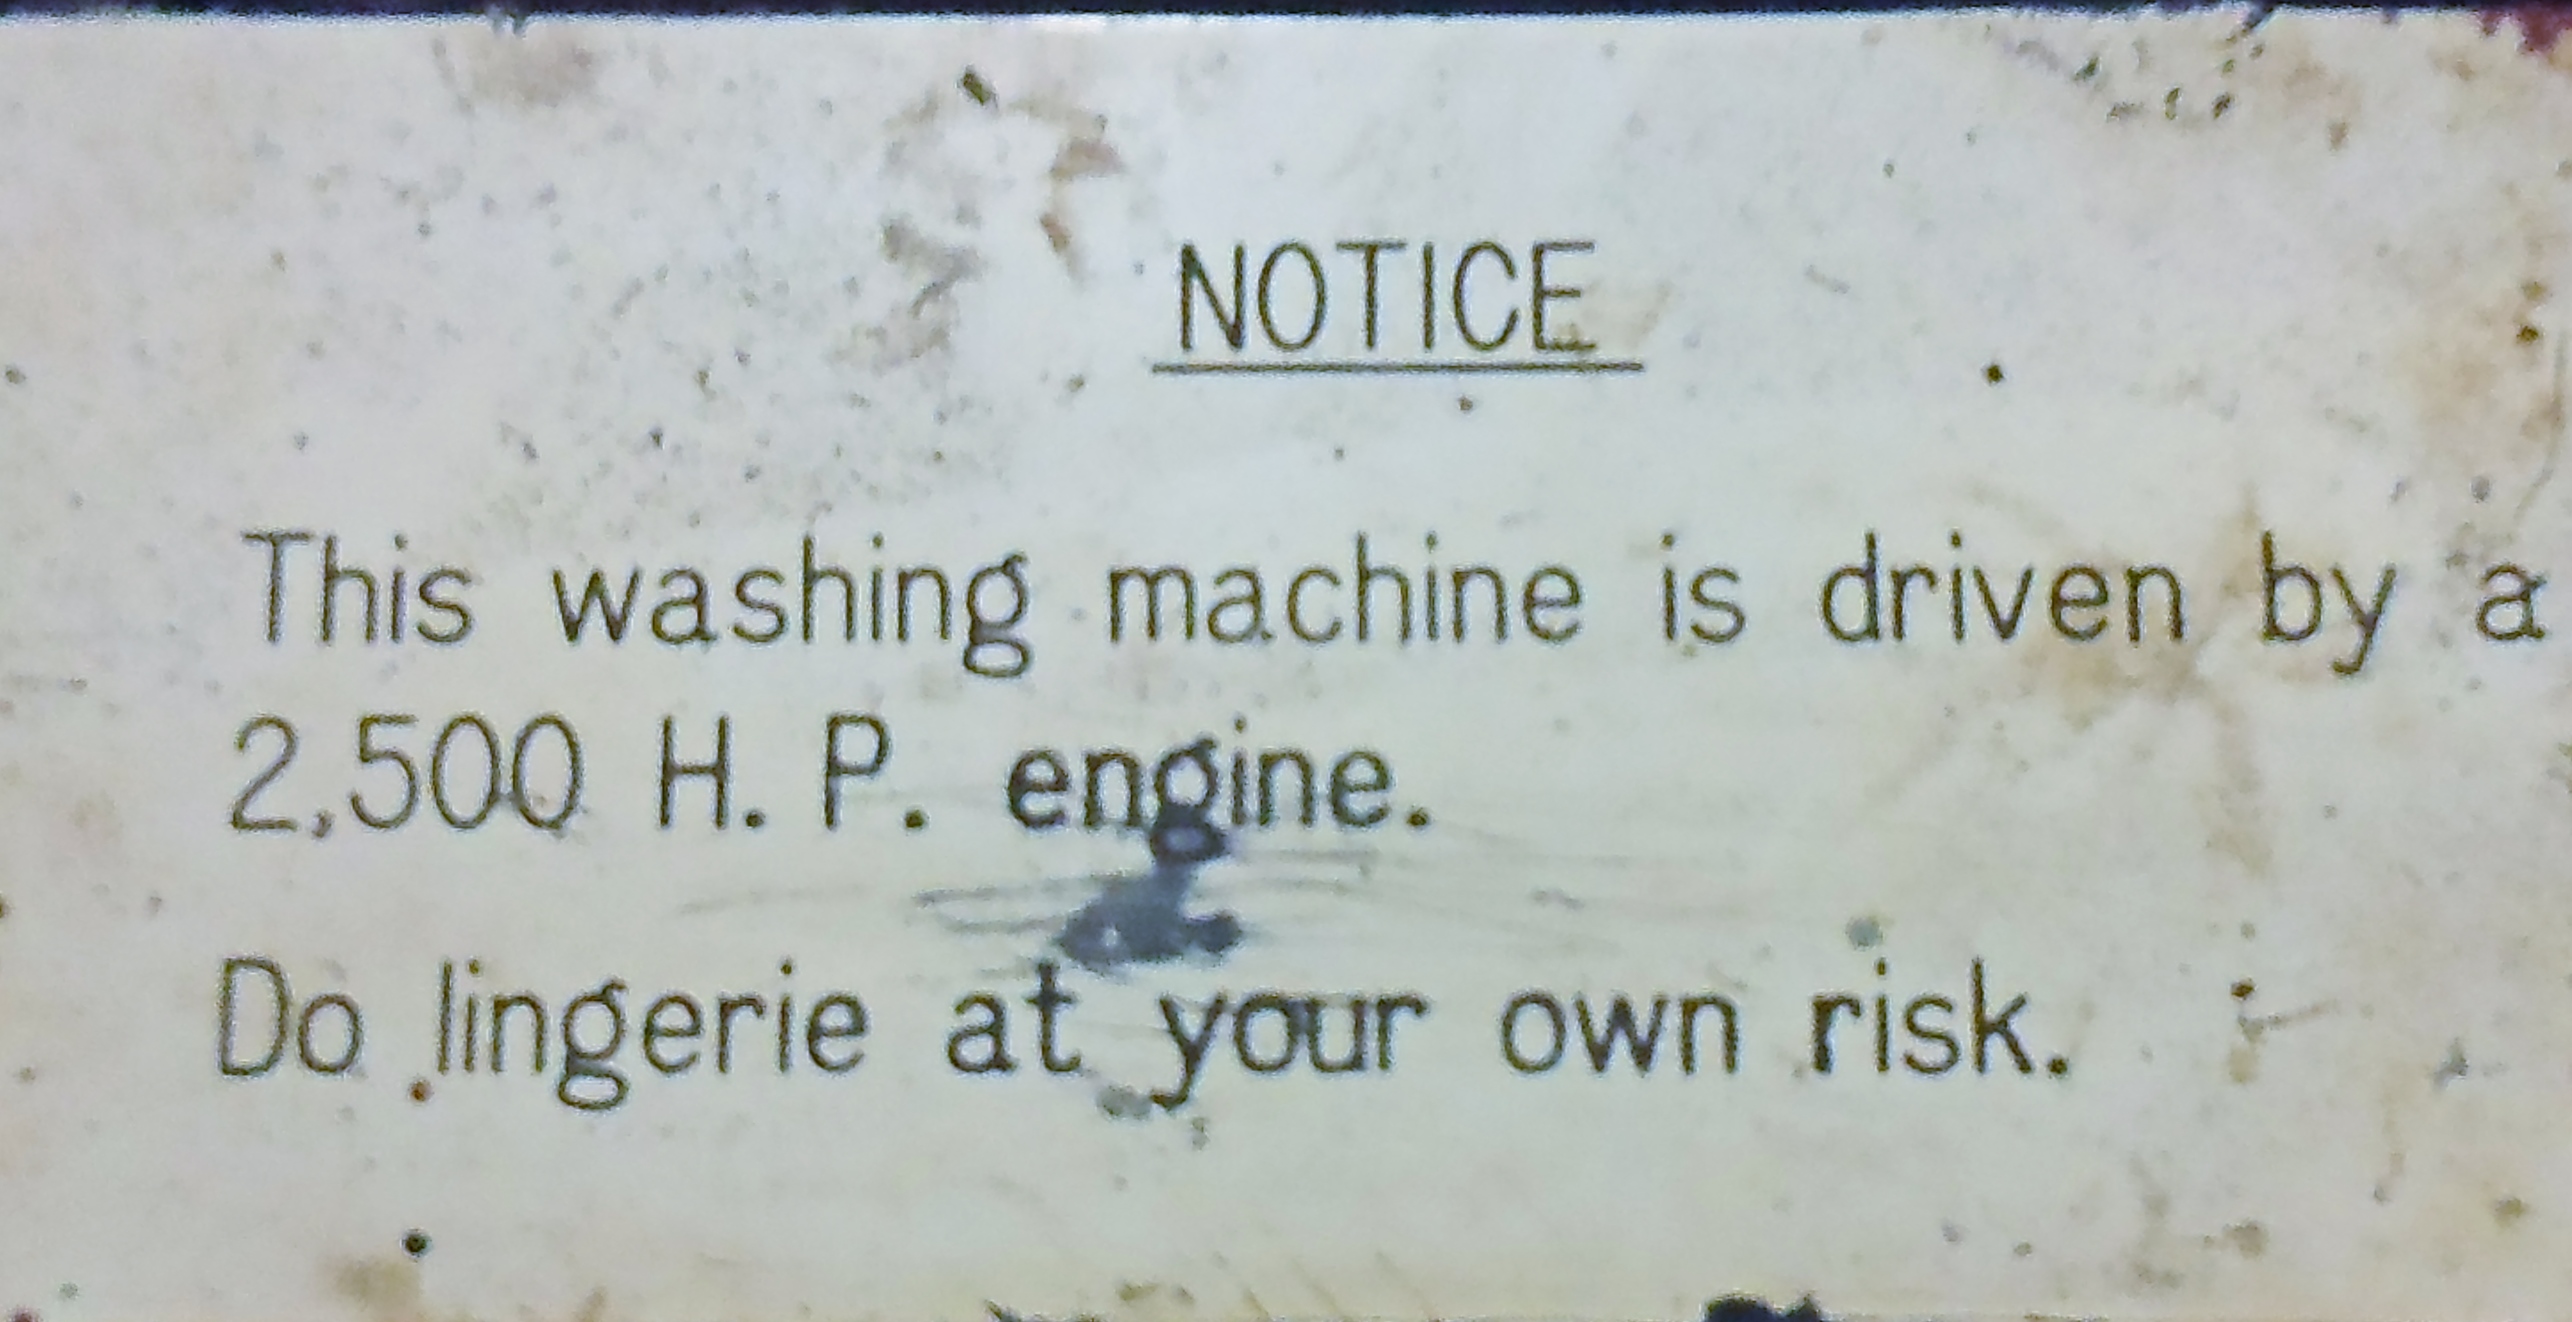 NOTICE
This washing machine is driven by a
2,500 H. P. engine.
Do lingerie at your own risk.